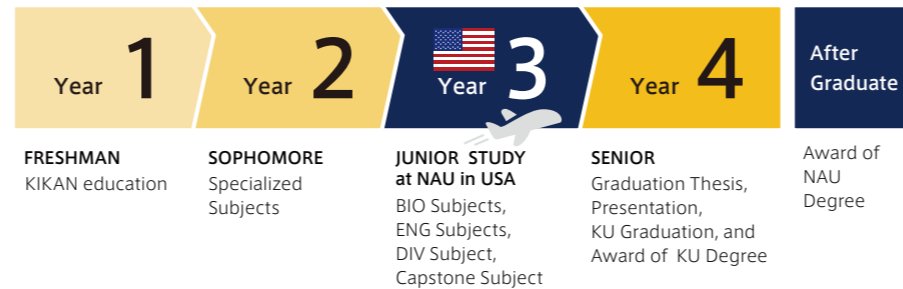 Year 1
Year 2
Year 3
Year 4
After
Graduate
FRESHMAN
KIKAN education
SOPHOMORE
Specialized
Subjects
JUNIOR STUDY
at NAU in USA
BIO Subjects,
ENG Subjects,
DIV Subject,
Capstone Subject
SENIOR
Graduation Thesis,
Presentation,
KU Graduation, and
Award of KU Degree
Award of
NAU
Degree